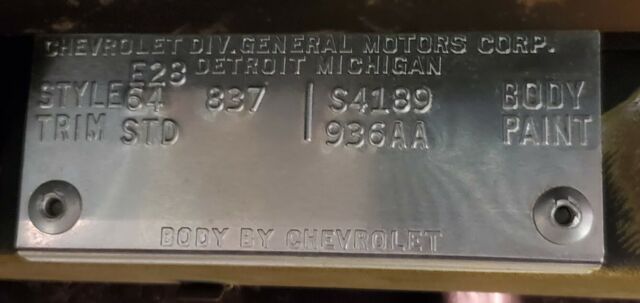 CHEVROLET DIV. GENERAL MOTORS CORP.
DETROIT MICHIGAN
E28
STYLE 64 837 S4189 BODY
TRIM STD 936AA PAINT
BODY BY CHEVROLET